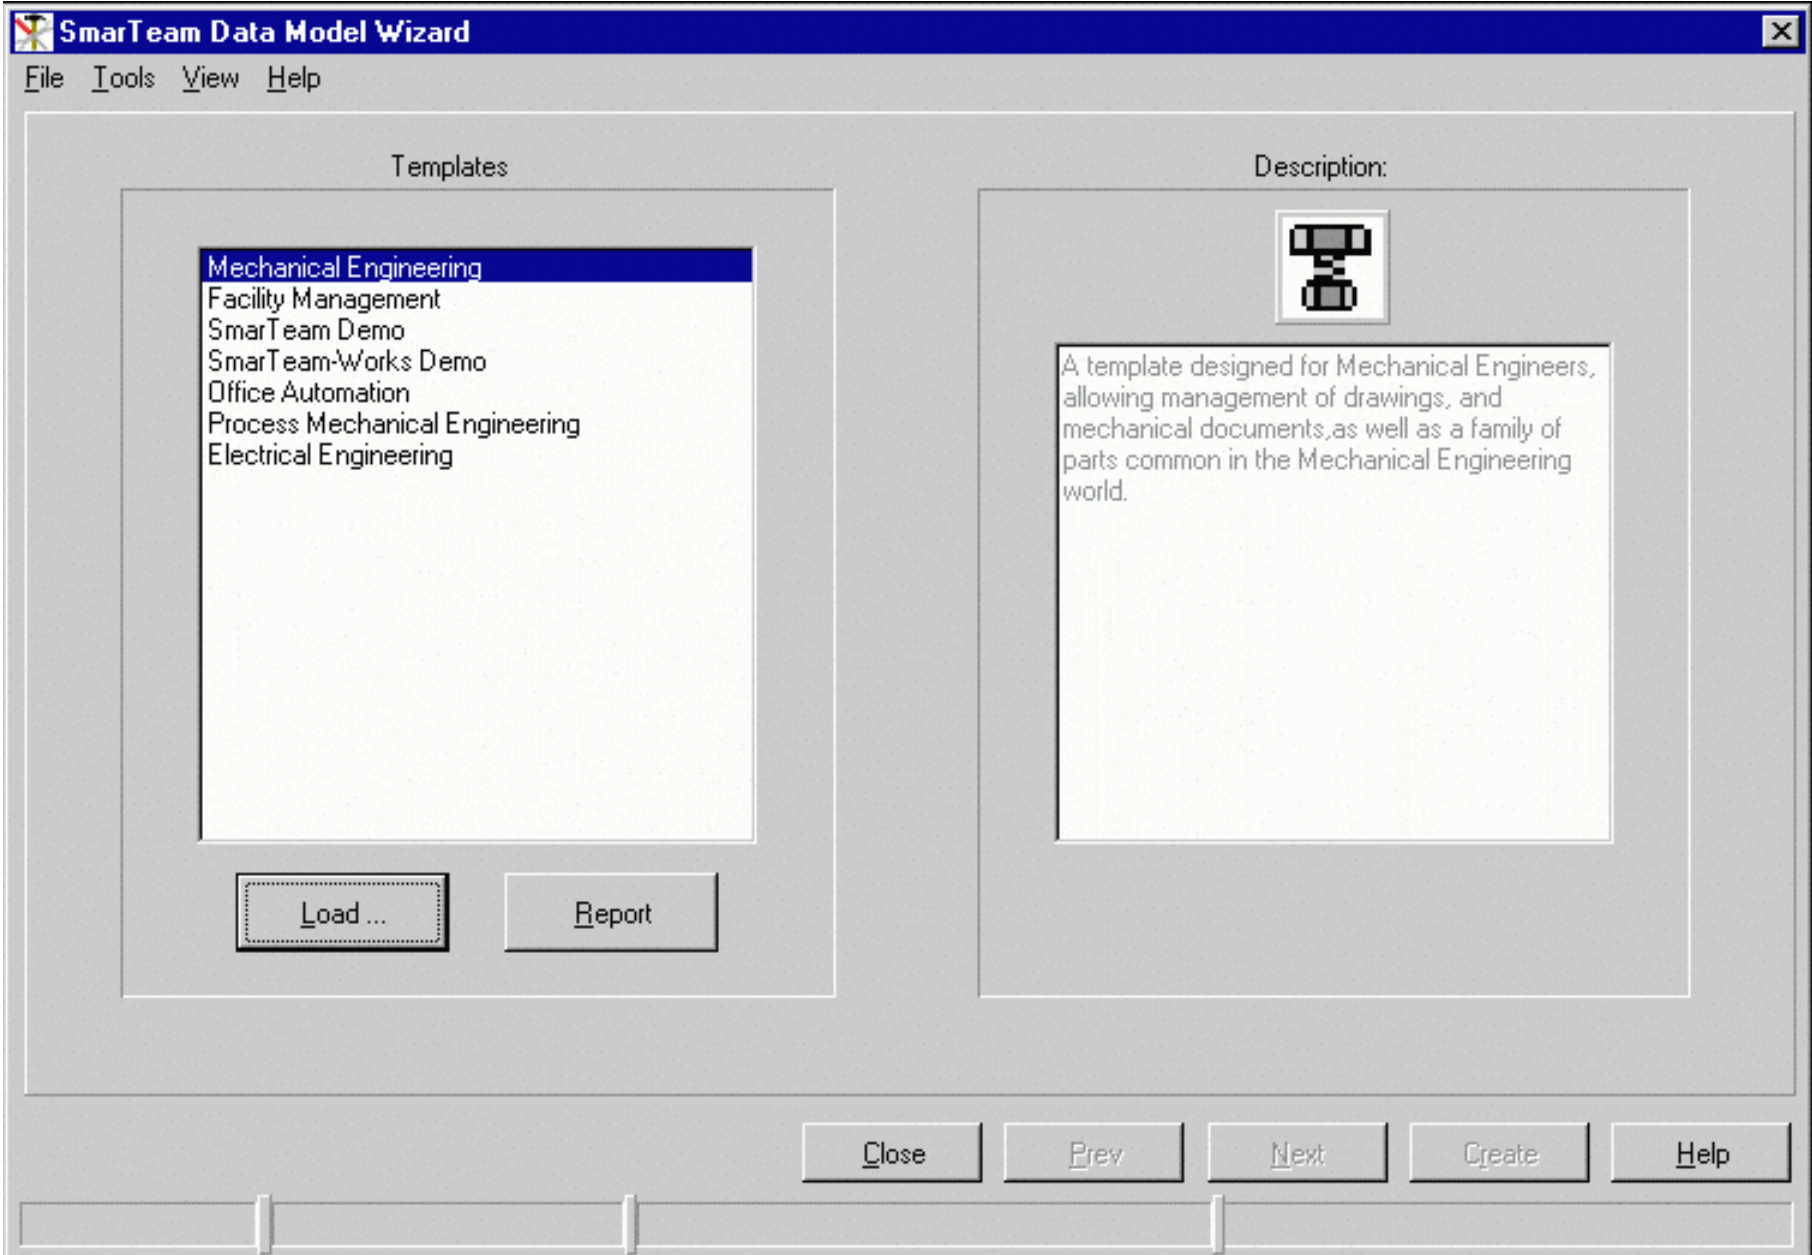 SmarTeam Data Model Wizard
File Tools View Help
Templates
Mechanical Engineering
Facility Management
SmarTeam Demo
SmarTeam-Works Demo
Office Automation
Process Mechanical Engineering
Electrical Engineering
Load ... Report
Description:
A template designed for Mechanical Engineers,
allowing management of drawings, and
mechanical documents,as well as a family of
parts common in the Mechanical Engineering
world.
Close Prev Next Create Help